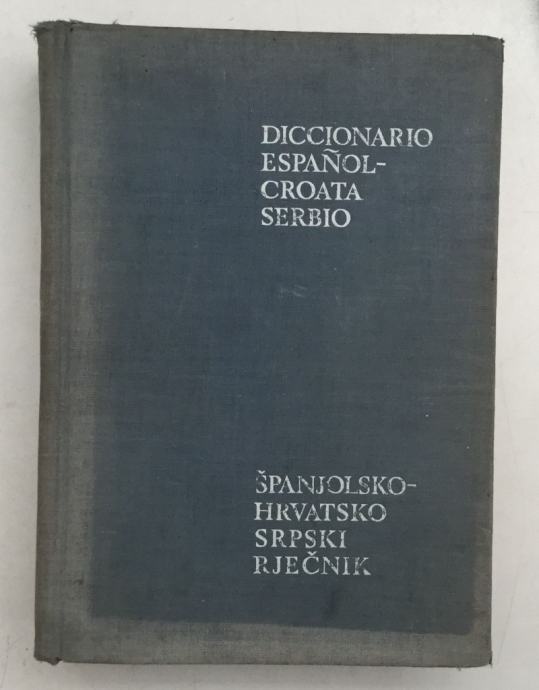 DICCIONARIO
ESPAÑOL-
CROATA
SERBIO
ŠPANJOLSKO-
HRVATSKO
SRPSKI
RJEČNIK